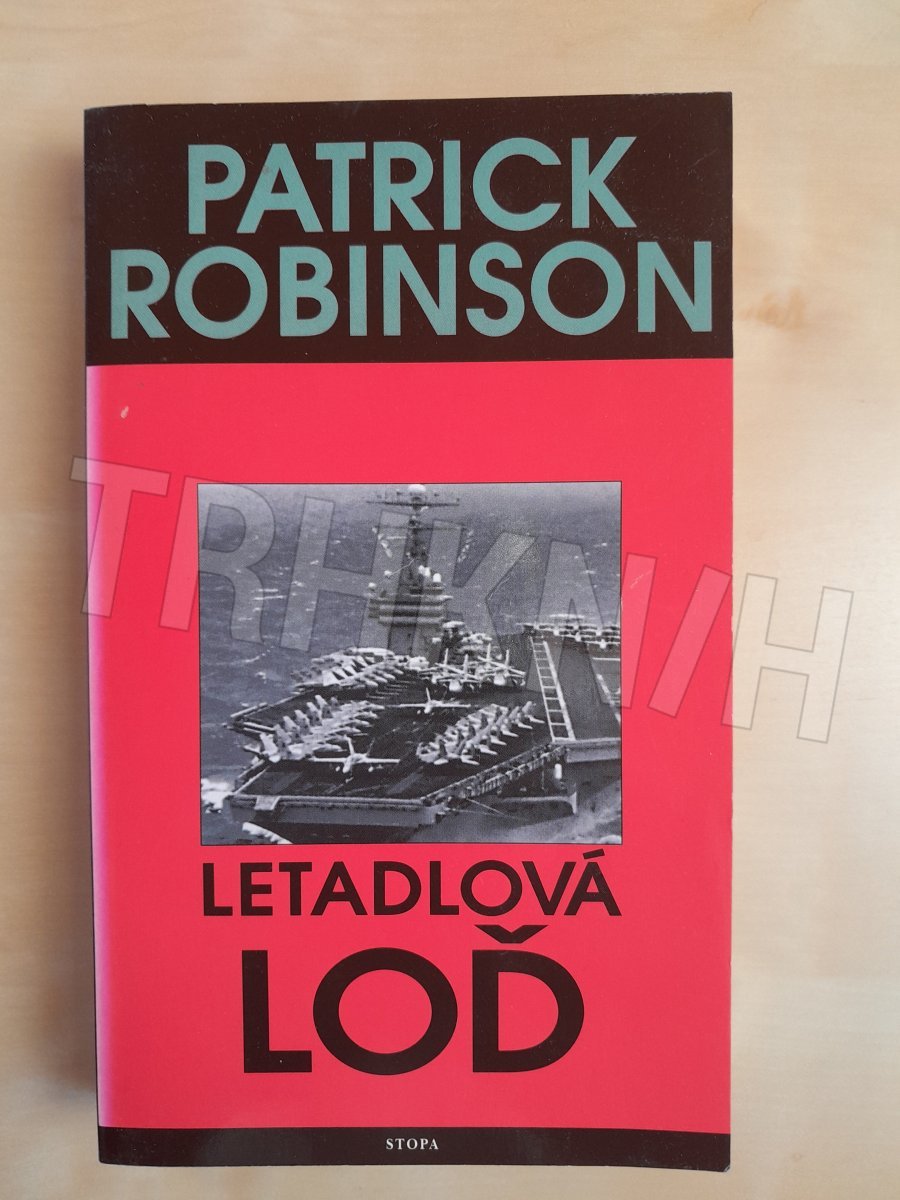 PATRICK
ROBINSON
TRHKNIH
LETADLOVÁ
LOĎ
STOPA